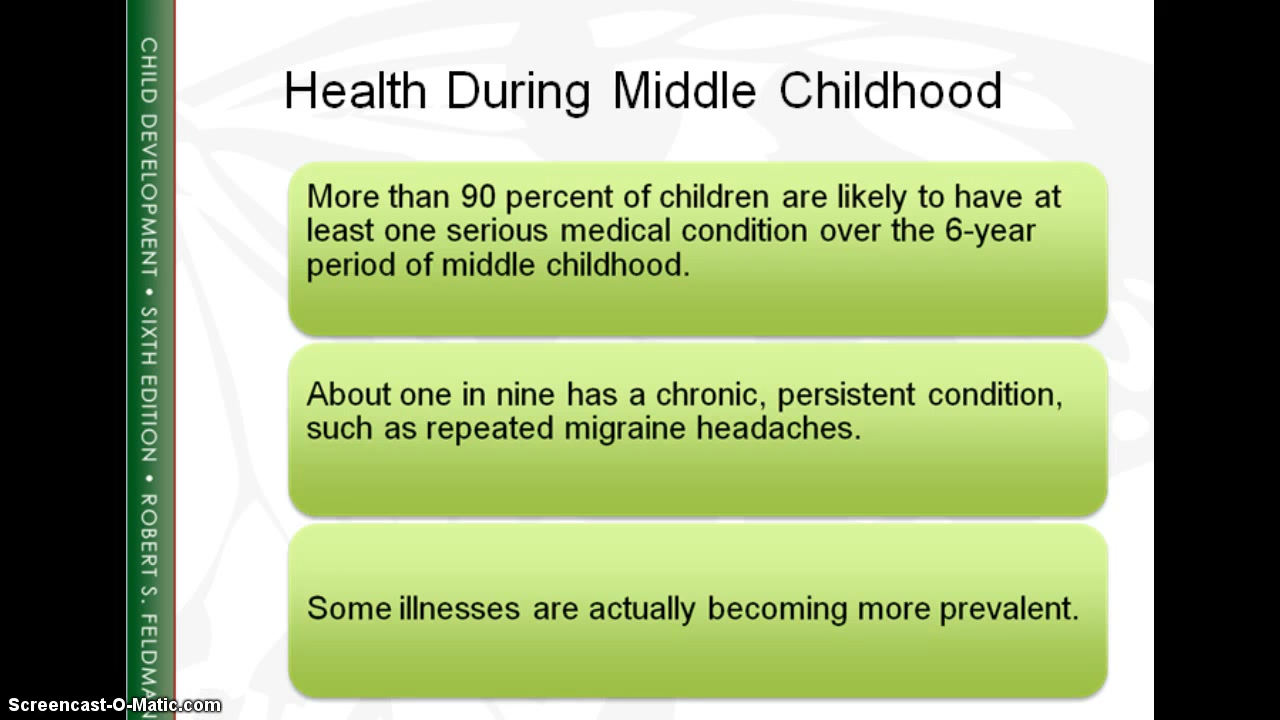 Health During Middle Childhood
More than 90 percent of children are likely to have at
least one serious medical condition over the 6-year
period of middle childhood.
About one in nine has a chronic, persistent condition,
such as repeated migraine headaches.
Some illnesses are actually becoming more prevalent.
CHILD DEVELOPMENT • SIXTH EDITION • ROBERT S. FELDMAN
Screencast-O-Matic.com